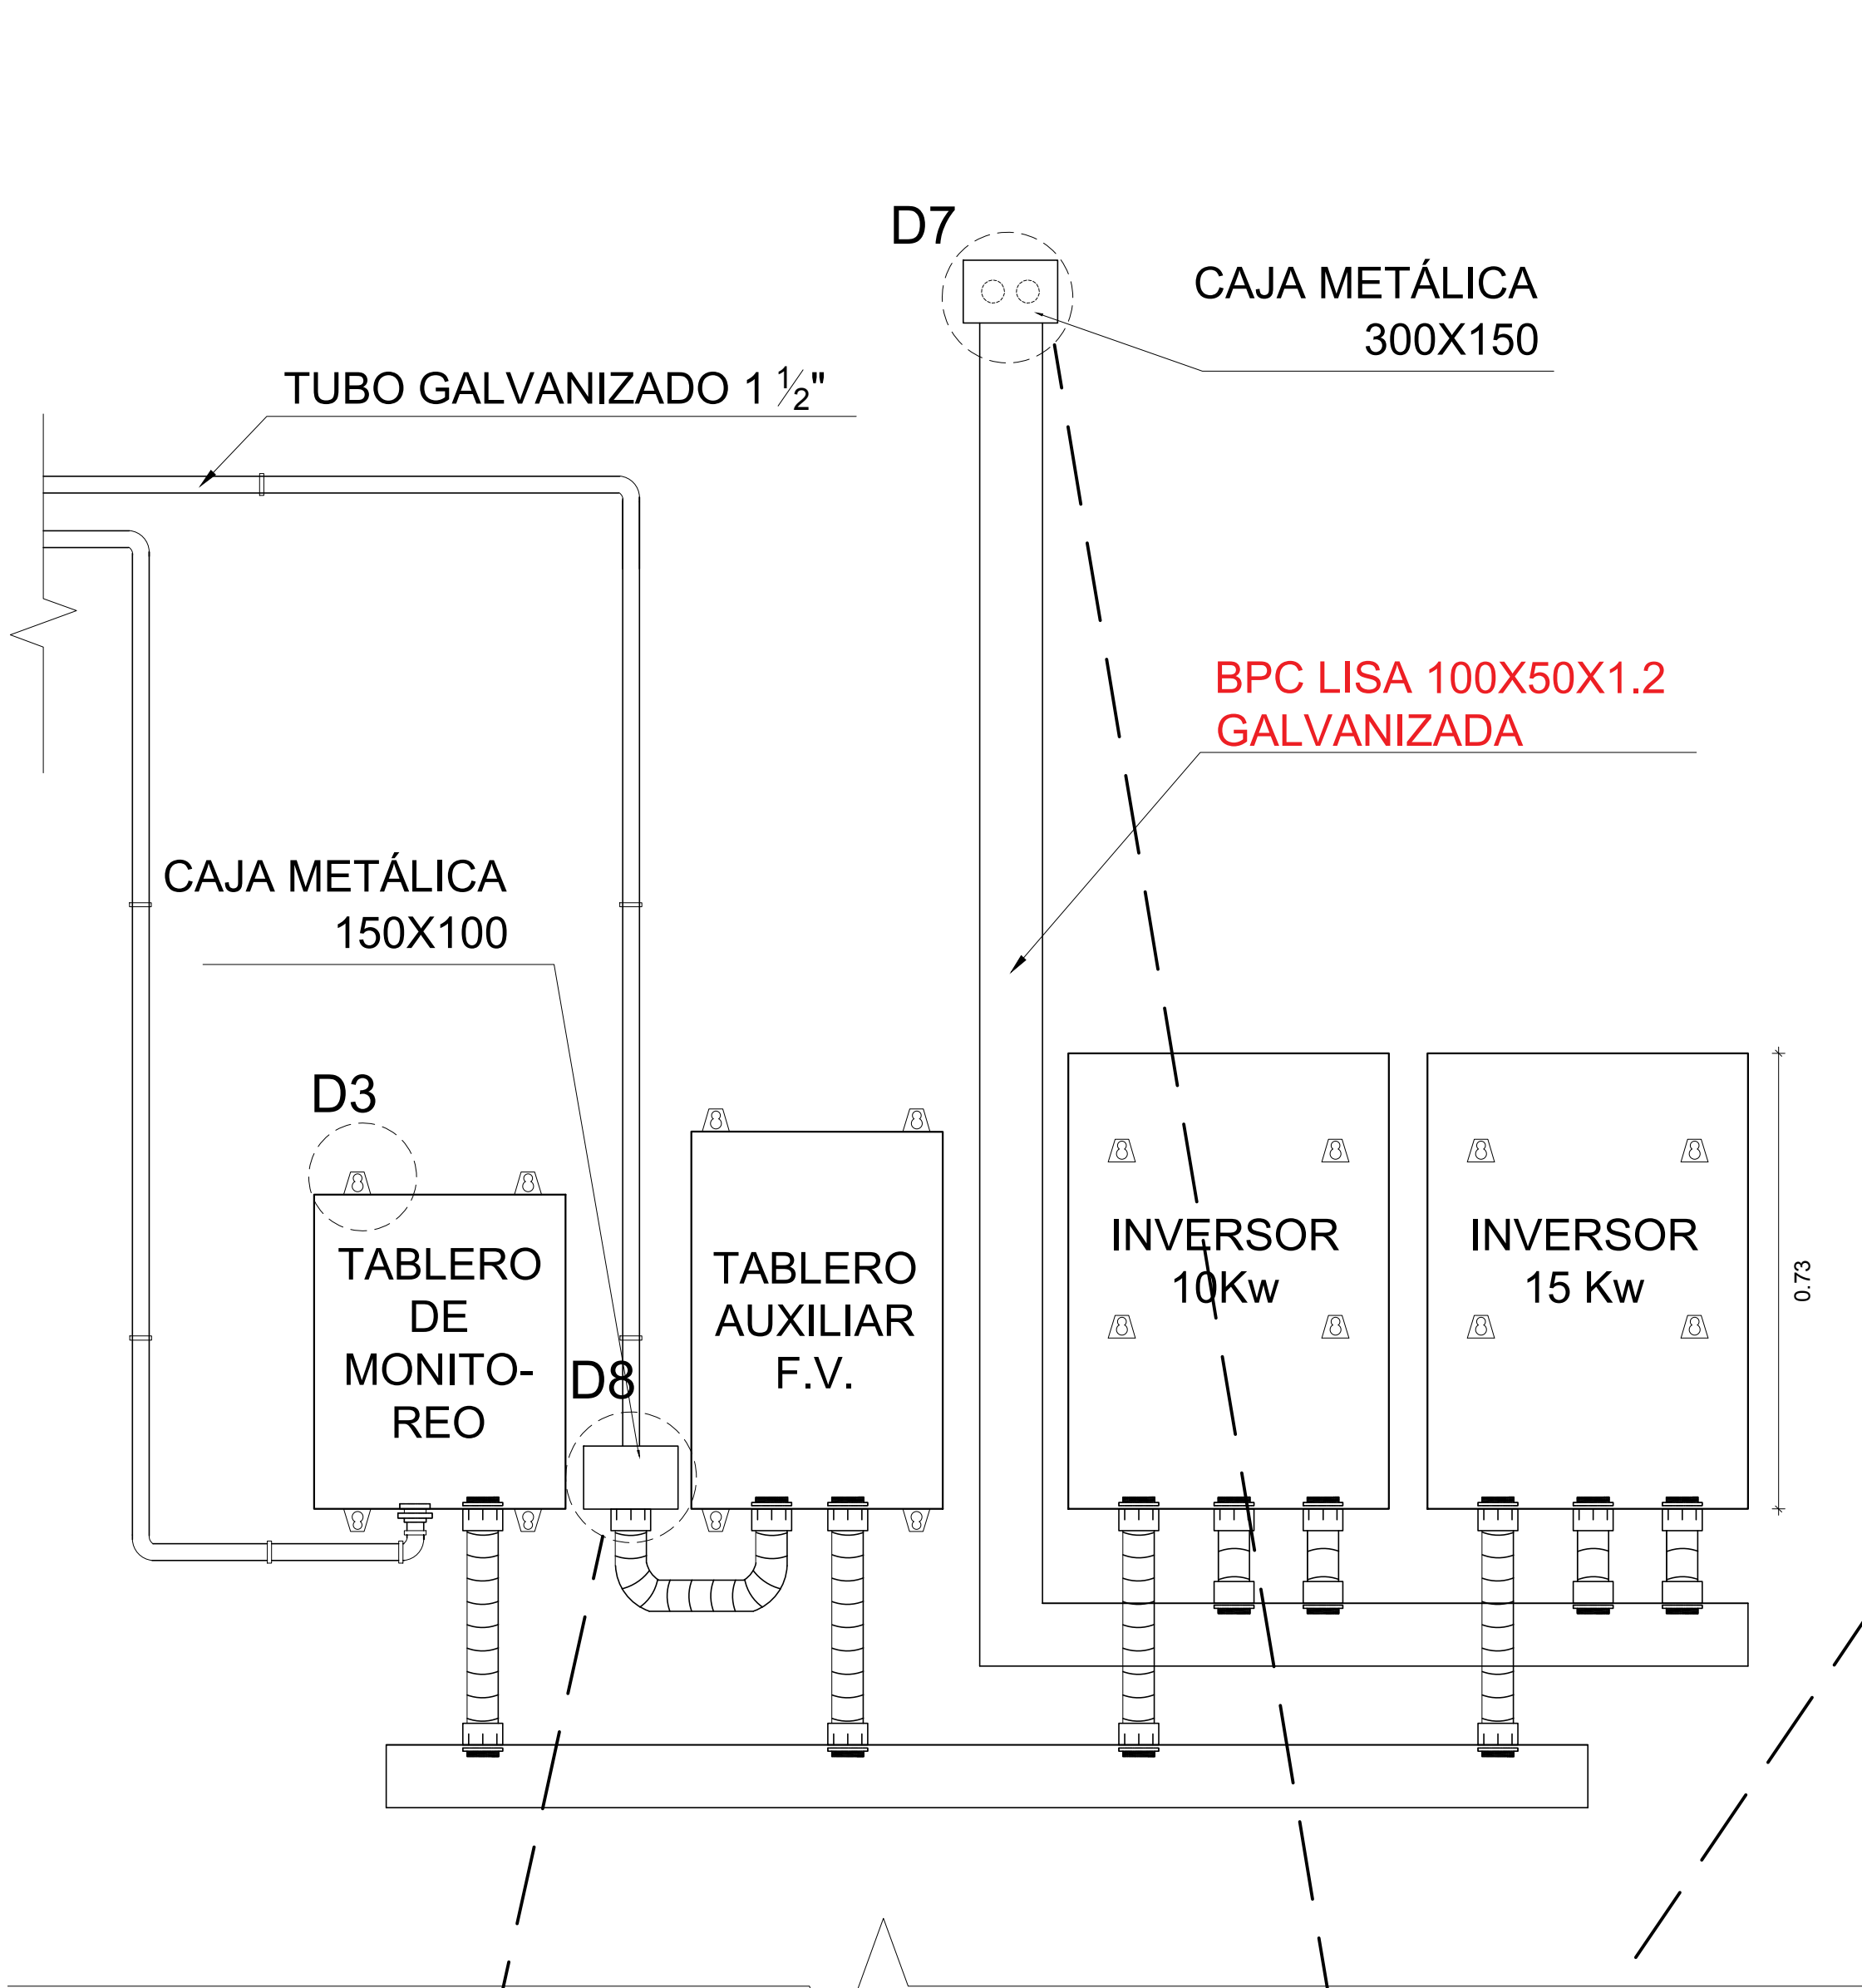 D7
CAJA METÁLICA
300X150
TUBO GALVANIZADO 1 1/2"
BPC LISA 100X50X1.2
GALVANIZADA
CAJA METÁLICA
150X100
D3
TABLERO
DE
MONITO-
REO
D8
TABLERO
AUXILIAR
F.V.
INVERSOR
10Kw
INVERSOR
15 Kw
0.73